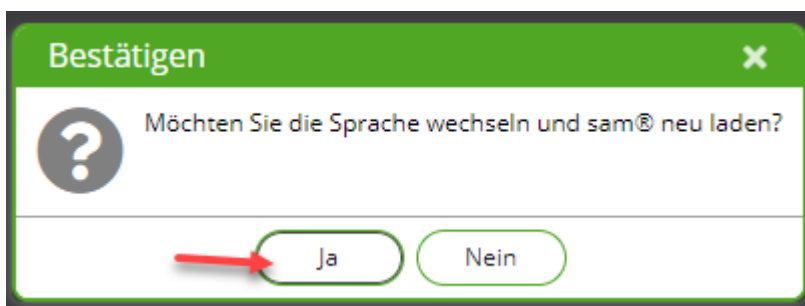 Bestätigen
Möchten Sie die Sprache wechseln und sam® neu laden?
Ja
Nein